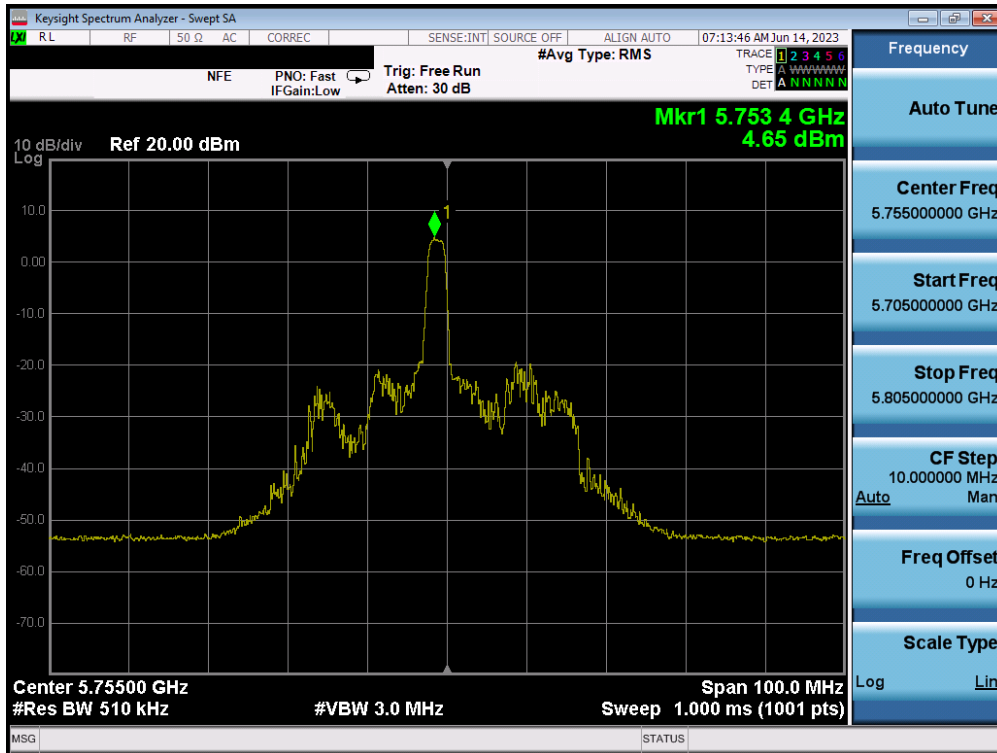 Keysight Spectrum Analyzer - Swept SA
LXI RL RF 50 Ω AC CORREC SENSE:INT SOURCE OFF ALIGN AUTO 07:13:46 AM Jun 14, 2023
NFE PNO: Fast Trig: Free Run #Avg Type: RMS TRACE 1 2 3 4 5 6
IFGain:Low Atten: 30 dB TYPE A WWWWW
DET A N N N N N
Mkr1 5.753 4 GHz
4.65 dBm
10 dB/div Ref 20.00 dBm
Log
1
10.0
0.00
-10.0
-20.0
-30.0
-40.0
-50.0
-60.0
-70.0
Center 5.75500 GHz Span 100.0 MHz
#Res BW 510 kHz #VBW 3.0 MHz Sweep 1.000 ms (1001 pts)
MSG STATUS
Frequency
Auto Tune
Center Freq
5.755000000 GHz
Start Freq
5.705000000 GHz
Stop Freq
5.805000000 GHz
CF Step
10.000000 MHz
Auto Man
Freq Offset
0 Hz
Scale Type
Log Lin